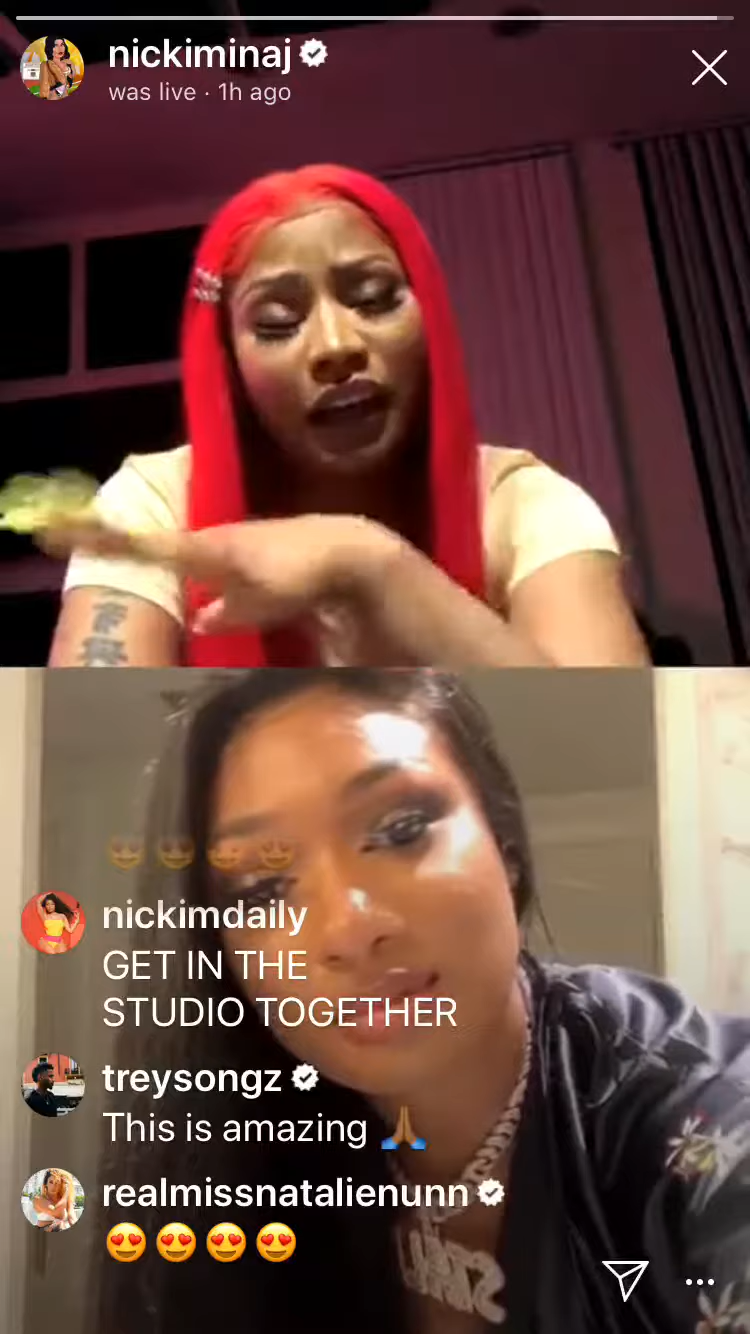 nickiminaj
was live · 1h ago
😍 😍 😍 😍
nickimdaily
GET IN THE
STUDIO TOGETHER
treysongz
This is amazing 🙏
realmissnatalienunn
😍 😍 😍 😍